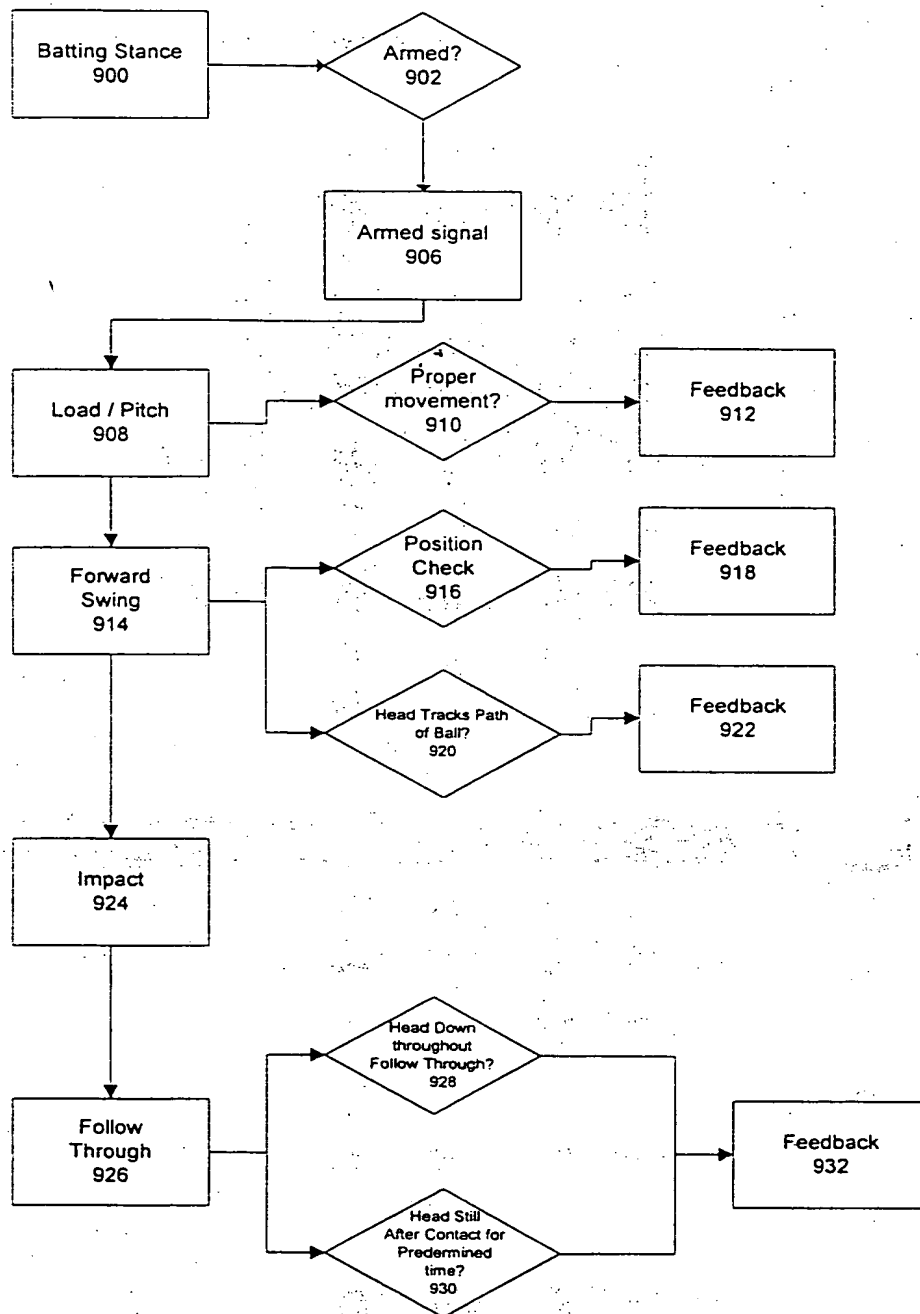 Batting Stance
900
Armed?
902
Armed signal
906
Load / Pitch
908
Proper
movement?
910
Feedback
912
Forward
Swing
914
Position
Check
916
Feedback
918
Head Tracks Path
of Ball?
920
Feedback
922
Impact
924
Follow
Through
926
Head Down
throughout
Follow Through?
928
Head Still
After Contact for
Predermined
time?
930
Feedback
932